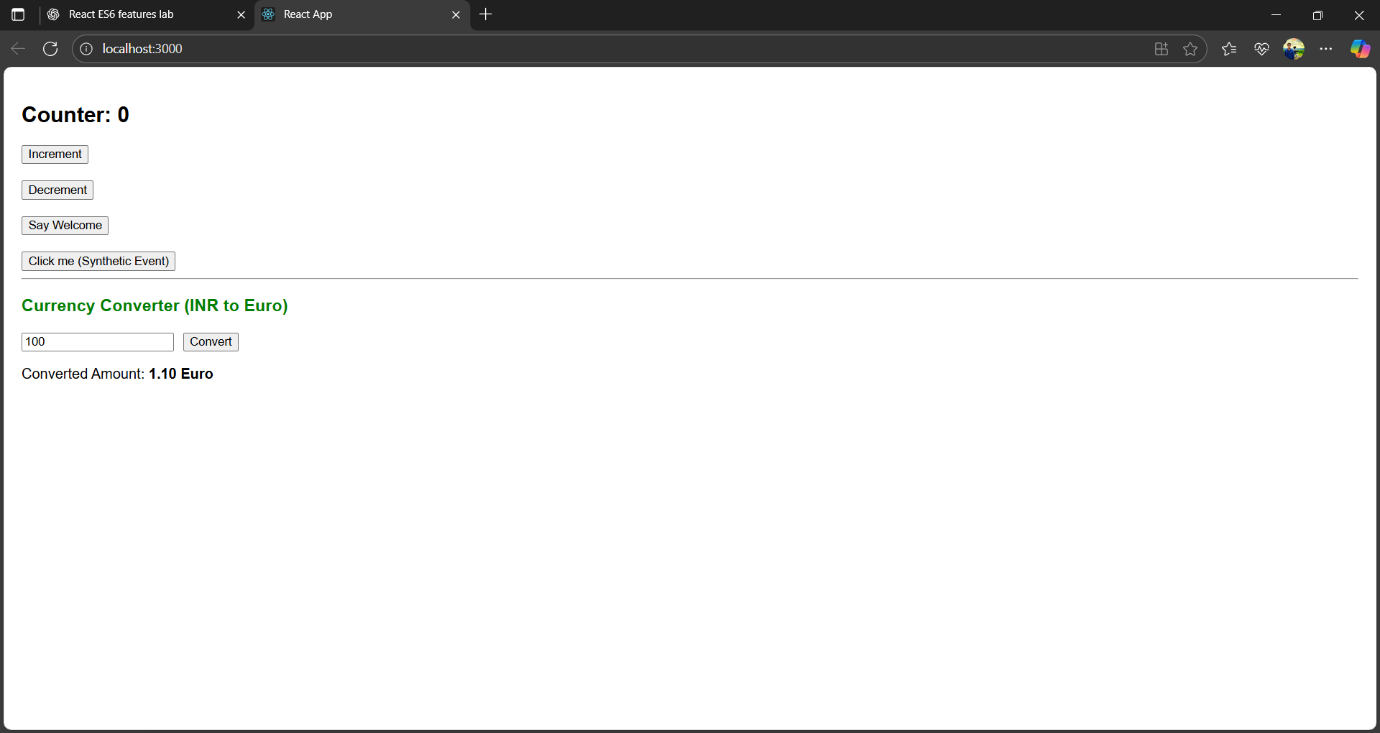 React ES6 features lab
React App
localhost:3000
Counter: 0
Increment
Decrement
Say Welcome
Click me (Synthetic Event)
Currency Converter (INR to Euro)
100 Convert
Converted Amount: 1.10 Euro